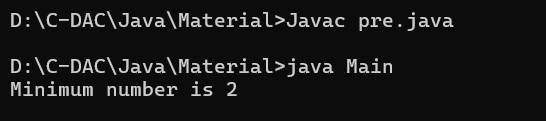 D:\C-DAC\Java\Material>Javac pre.java
D:\C-DAC\Java\Material>java Main
Minimum number is 2